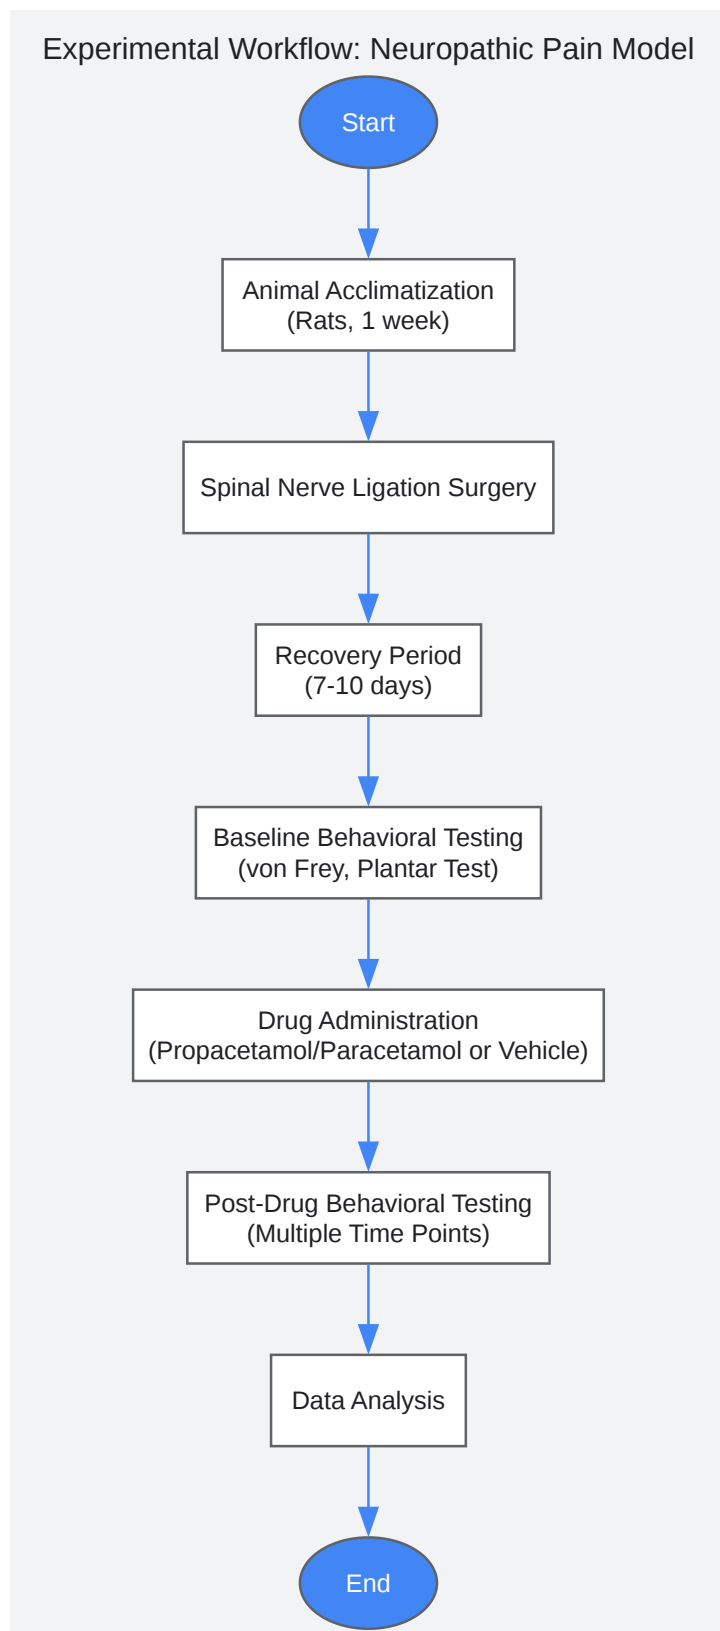 Experimental Workflow: Neuropathic Pain Model
Start
Animal Acclimatization
(Rats, 1 week)
Spinal Nerve Ligation Surgery
Recovery Period
(7-10 days)
Baseline Behavioral Testing
(von Frey, Plantar Test)
Drug Administration
(Propacetamol/Paracetamol or Vehicle)
Post-Drug Behavioral Testing
(Multiple Time Points)
Data Analysis
End